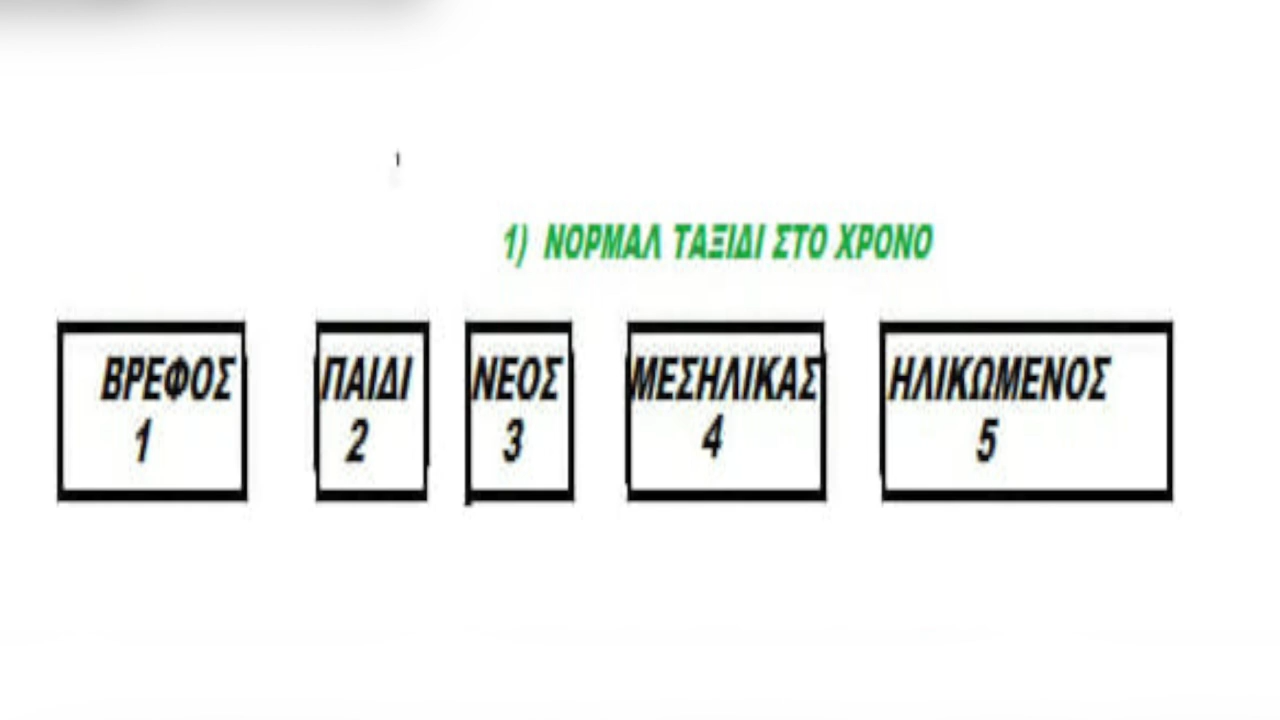 1) ΝΟΡΜΑΛ ΤΑΞΙΔΙ ΣΤΟ ΧΡΟΝΟ
ΒΡΕΦΟΣ
1
ΠΑΙΔΙ
2
ΝΕΟΣ
3
ΜΕΣΗΛΙΚΑΣ
4
ΗΛΙΚΩΜΕΝΟΣ
5